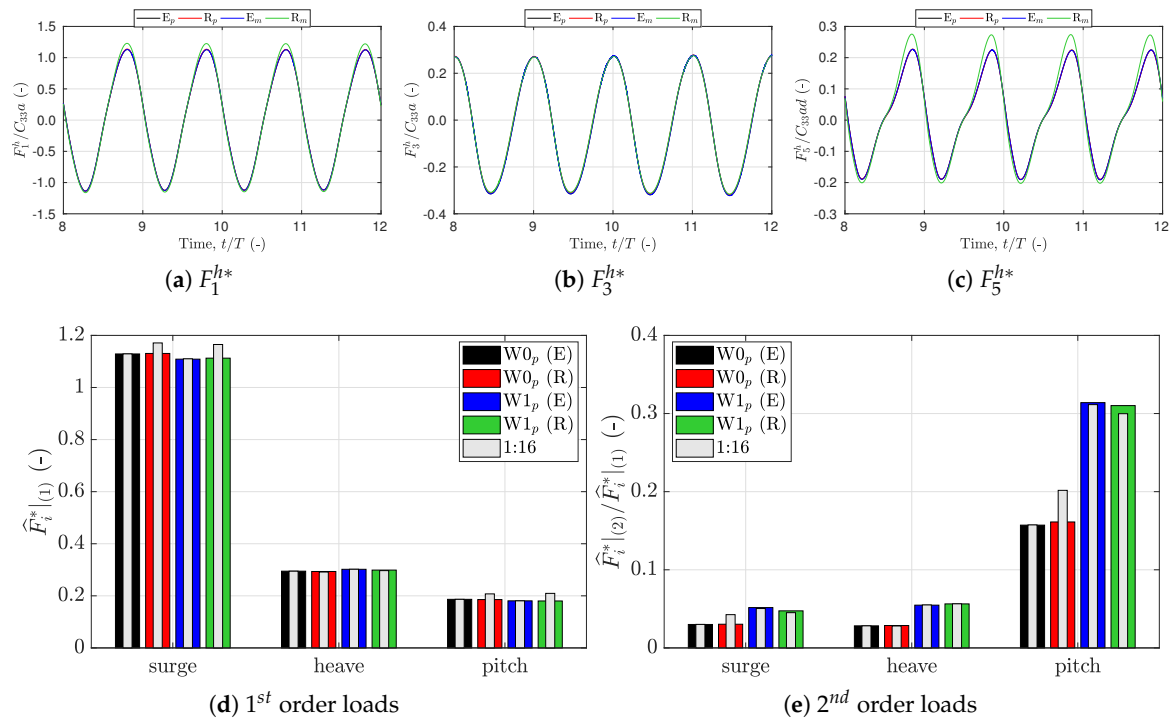 E_p R_p E_m R_m
1.5
1.0
0.5
0.0
-0.5
-1.0
-1.5
F_1^h/C_33a (-)
8 9 10 11 12
Time, t/T (-)
(a) F_1^{h*}
E_p R_p E_m R_m
0.4
0.2
0.0
-0.2
-0.4
F_3^h/C_33a (-)
8 9 10 11 12
Time, t/T (-)
(b) F_3^{h*}
E_p R_p E_m R_m
0.3
0.2
0.1
0.0
-0.1
-0.2
-0.3
F_5^h/C_33ad (-)
8 9 10 11 12
Time, t/T (-)
(c) F_5^{h*}
1.2
1
0.8
0.6
0.4
0.2
0
F̂_i^*|_(1) (-)
W0_p (E)
W0_p (R)
W1_p (E)
W1_p (R)
1:16
surge heave pitch
(d) 1^{st} order loads
0.4
0.3
0.2
0.1
0
F̂_i^*|_(2)/F̂_i^*|_(1) (-)
W0_p (E)
W0_p (R)
W1_p (E)
W1_p (R)
1:16
surge heave pitch
(e) 2^{nd} order loads